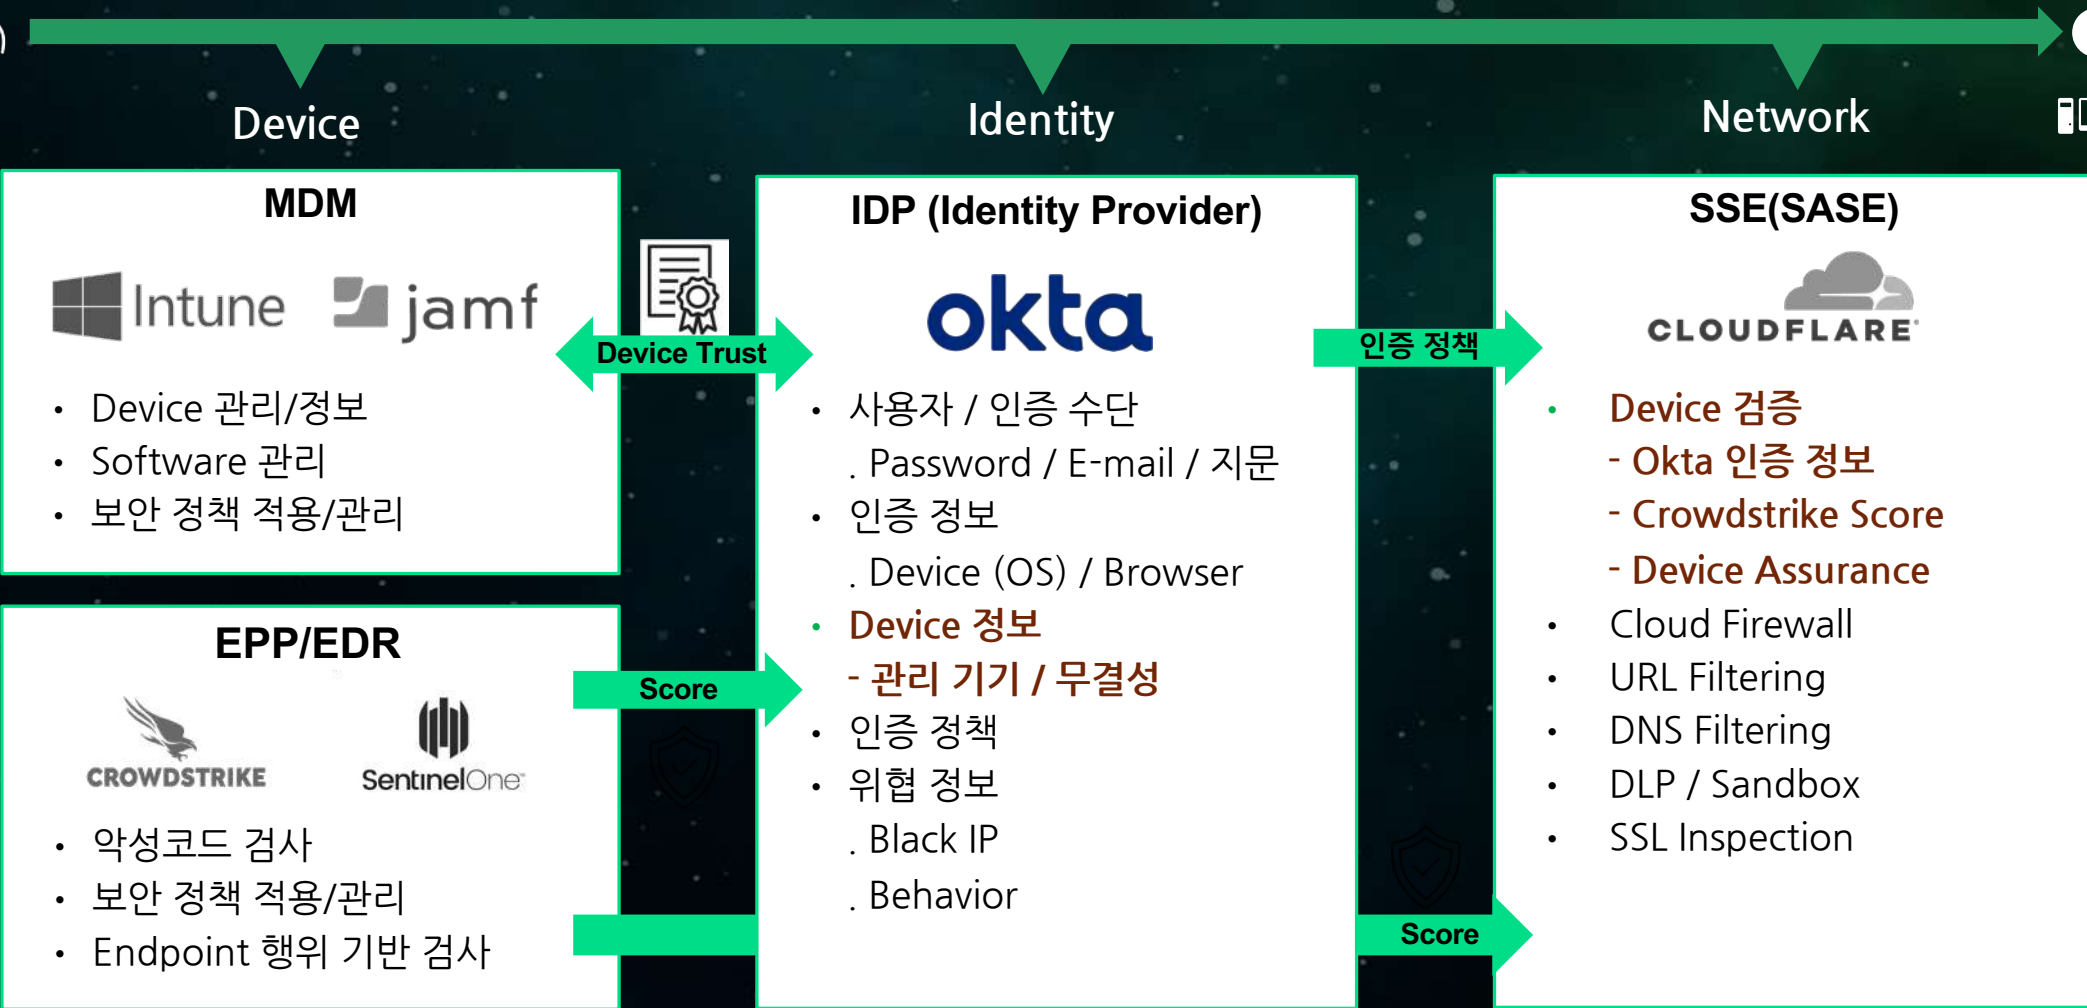 Device
Identity
Network
MDM
Intune
jamf
• Device 관리/정보
• Software 관리
• 보안 정책 적용/관리
EPP/EDR
CROWDSTRIKE
SentinelOne
• 악성코드 검사
• 보안 정책 적용/관리
• Endpoint 행위 기반 검사
Device Trust
Score
IDP (Identity Provider)
okta
• 사용자 / 인증 수단
. Password / E-mail / 지문
• 인증 정보
. Device (OS) / Browser
• Device 정보
- 관리 기기 / 무결성
• 인증 정책
• 위협 정보
. Black IP
. Behavior
인증 정책
Score
SSE(SASE)
CLOUDFLARE
• Device 검증
- Okta 인증 정보
- Crowdstrike Score
- Device Assurance
• Cloud Firewall
• URL Filtering
• DNS Filtering
• DLP / Sandbox
• SSL Inspection